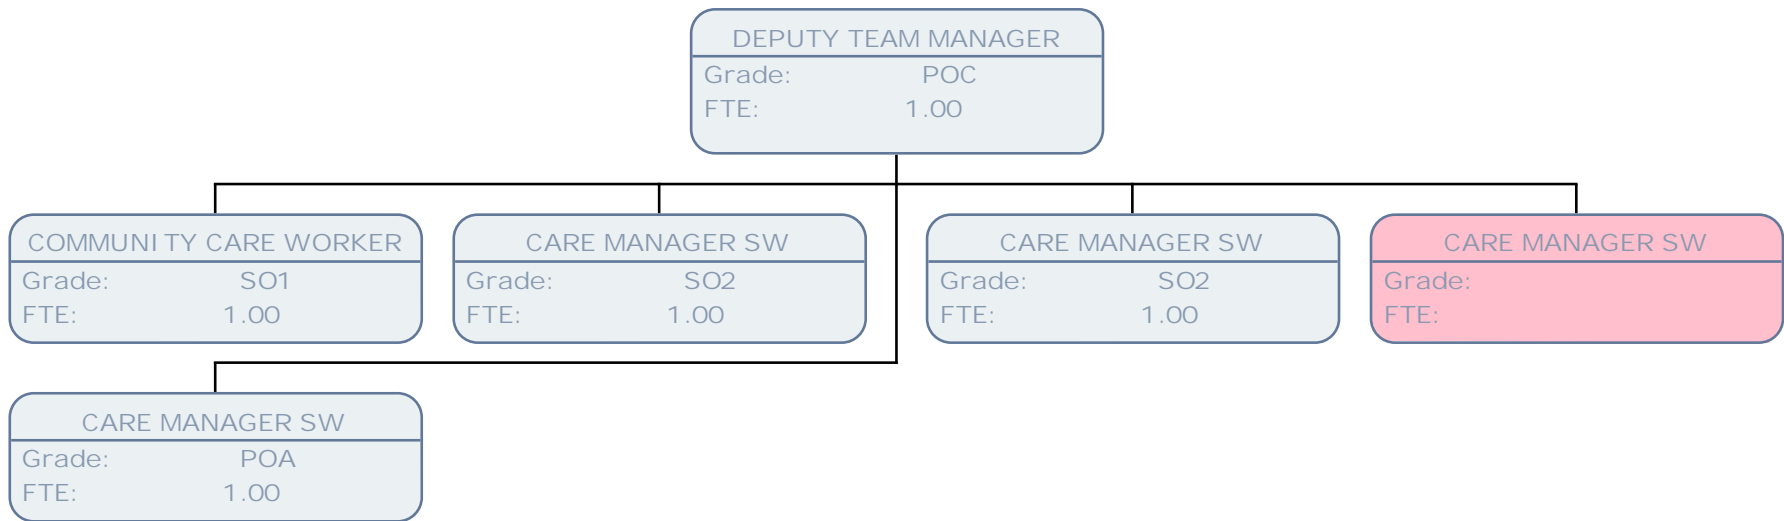 DEPUTY TEAM MANAGER
Grade: POC
FTE: 1.00
COMMUNITY CARE WORKER
Grade: SO1
FTE: 1.00
CARE MANAGER SW
Grade: SO2
FTE: 1.00
CARE MANAGER SW
Grade: SO2
FTE: 1.00
CARE MANAGER SW
Grade:
FTE:
CARE MANAGER SW
Grade: POA
FTE: 1.00